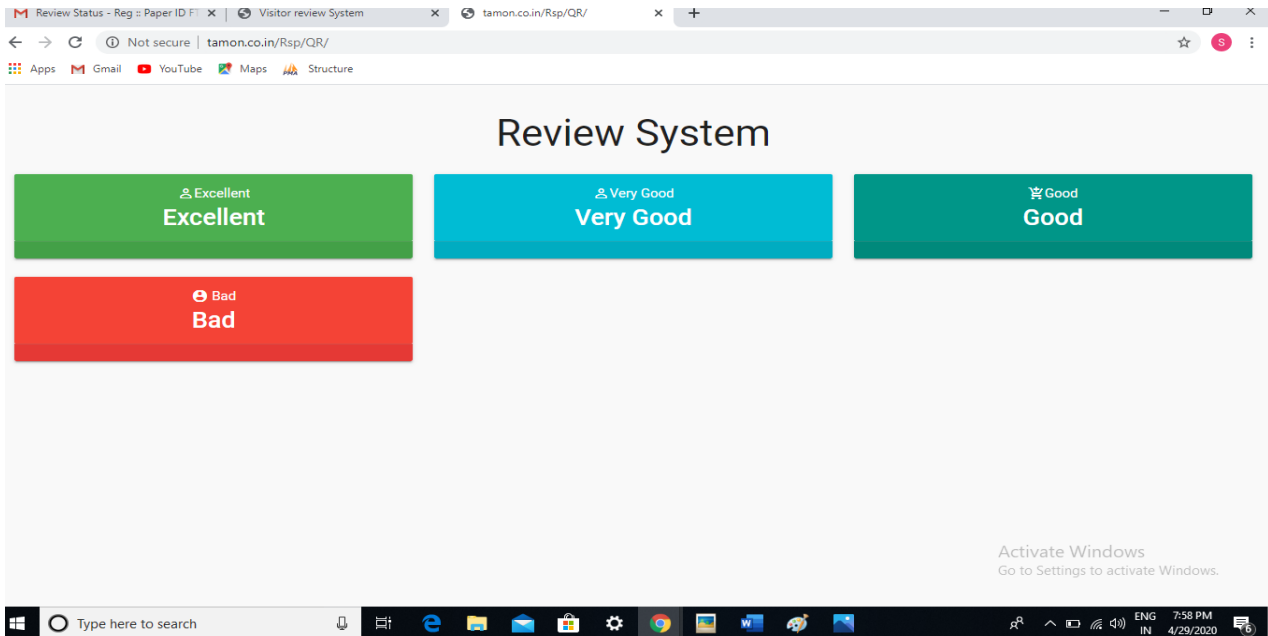 Review Status - Reg :: Paper ID F
Visitor review System
tamon.co.in/Rsp/QR/
Not secure | tamon.co.in/Rsp/QR/
S
Apps Gmail YouTube Maps Structure
Review System
Excellent
Excellent
Very Good
Very Good
Good
Good
Bad
Bad
Activate Windows
Go to Settings to activate Windows.
Type here to search
ENG 7:58 PM
IN 4/29/2020
6